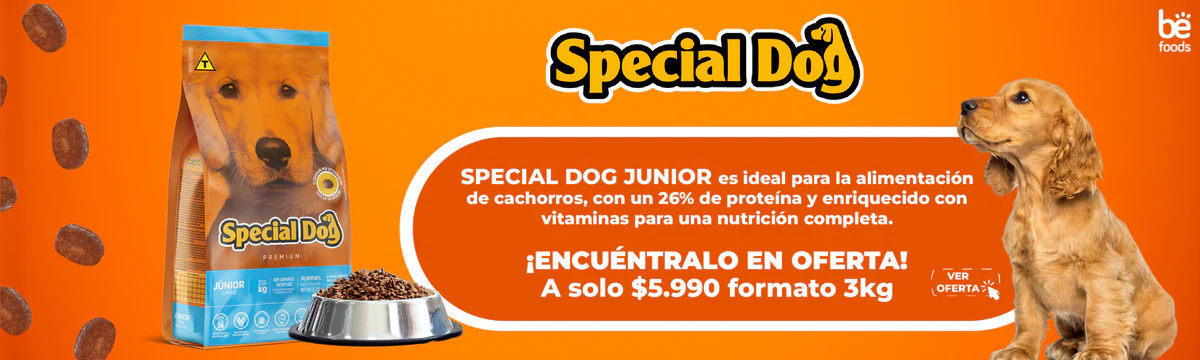 Special Dog
bē
foods
SPECIAL DOG JUNIOR es ideal para la alimentación
de cachorros, con un 26% de proteína y enriquecido con
vitaminas para una nutrición completa.
¡ENCUÉNTRALO EN OFERTA!
A solo $5.990 formato 3kg
VER
OFERTA
T
Special Dog
PREMIUM
JÚNIOR
CARNE
kg
PUPPIES